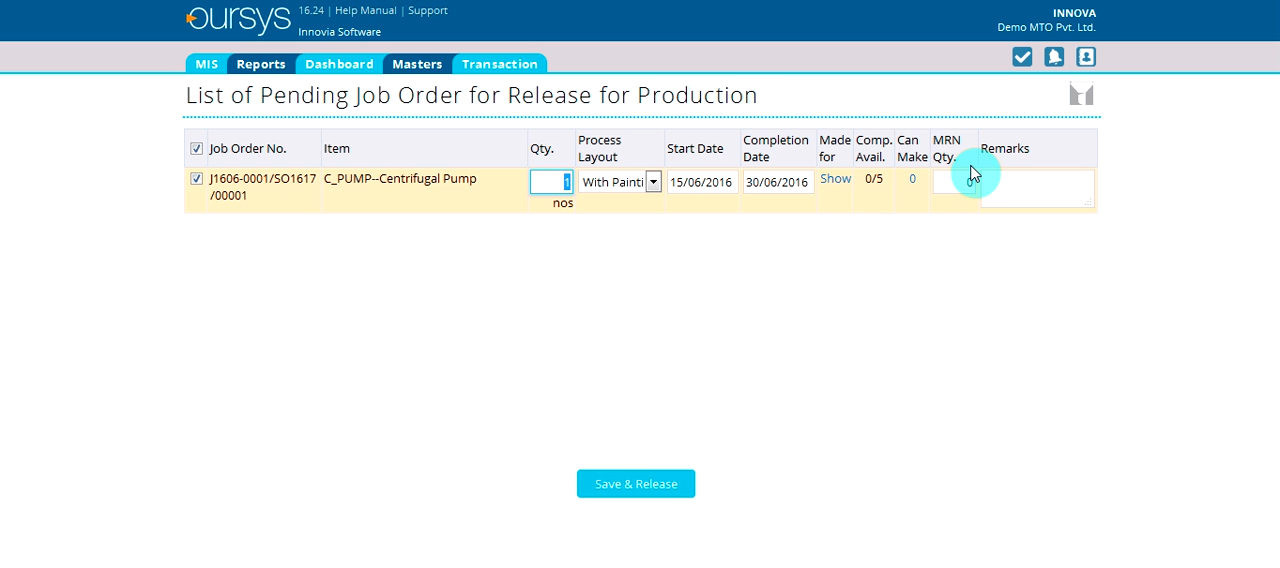 oursys
16.24 | Help Manual | Support
Innovia Software
INNOVA
Demo MTO Pvt. Ltd.
MIS Reports Dashboard Masters Transaction
List of Pending Job Order for Release for Production
Job Order No. Item Qty. Process Layout Start Date Completion Date Made for Comp. Avail. Can Make MRN Qty. Remarks
J1606-0001/SO1617 C_PUMP--Centrifugal Pump 1 With Painti 15/06/2016 30/06/2016 Show 0/5 0 0
/00001 nos
Save & Release